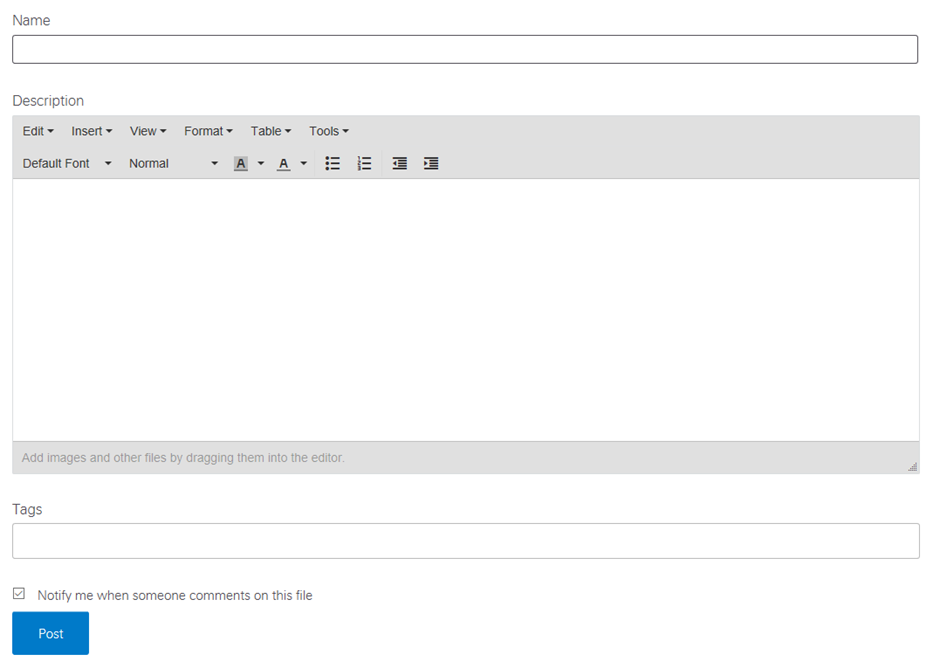 Name
Description
Edit Insert View Format Table Tools
Default Font Normal A A
Add images and other files by dragging them into the editor.
Tags
Notify me when someone comments on this file
Post